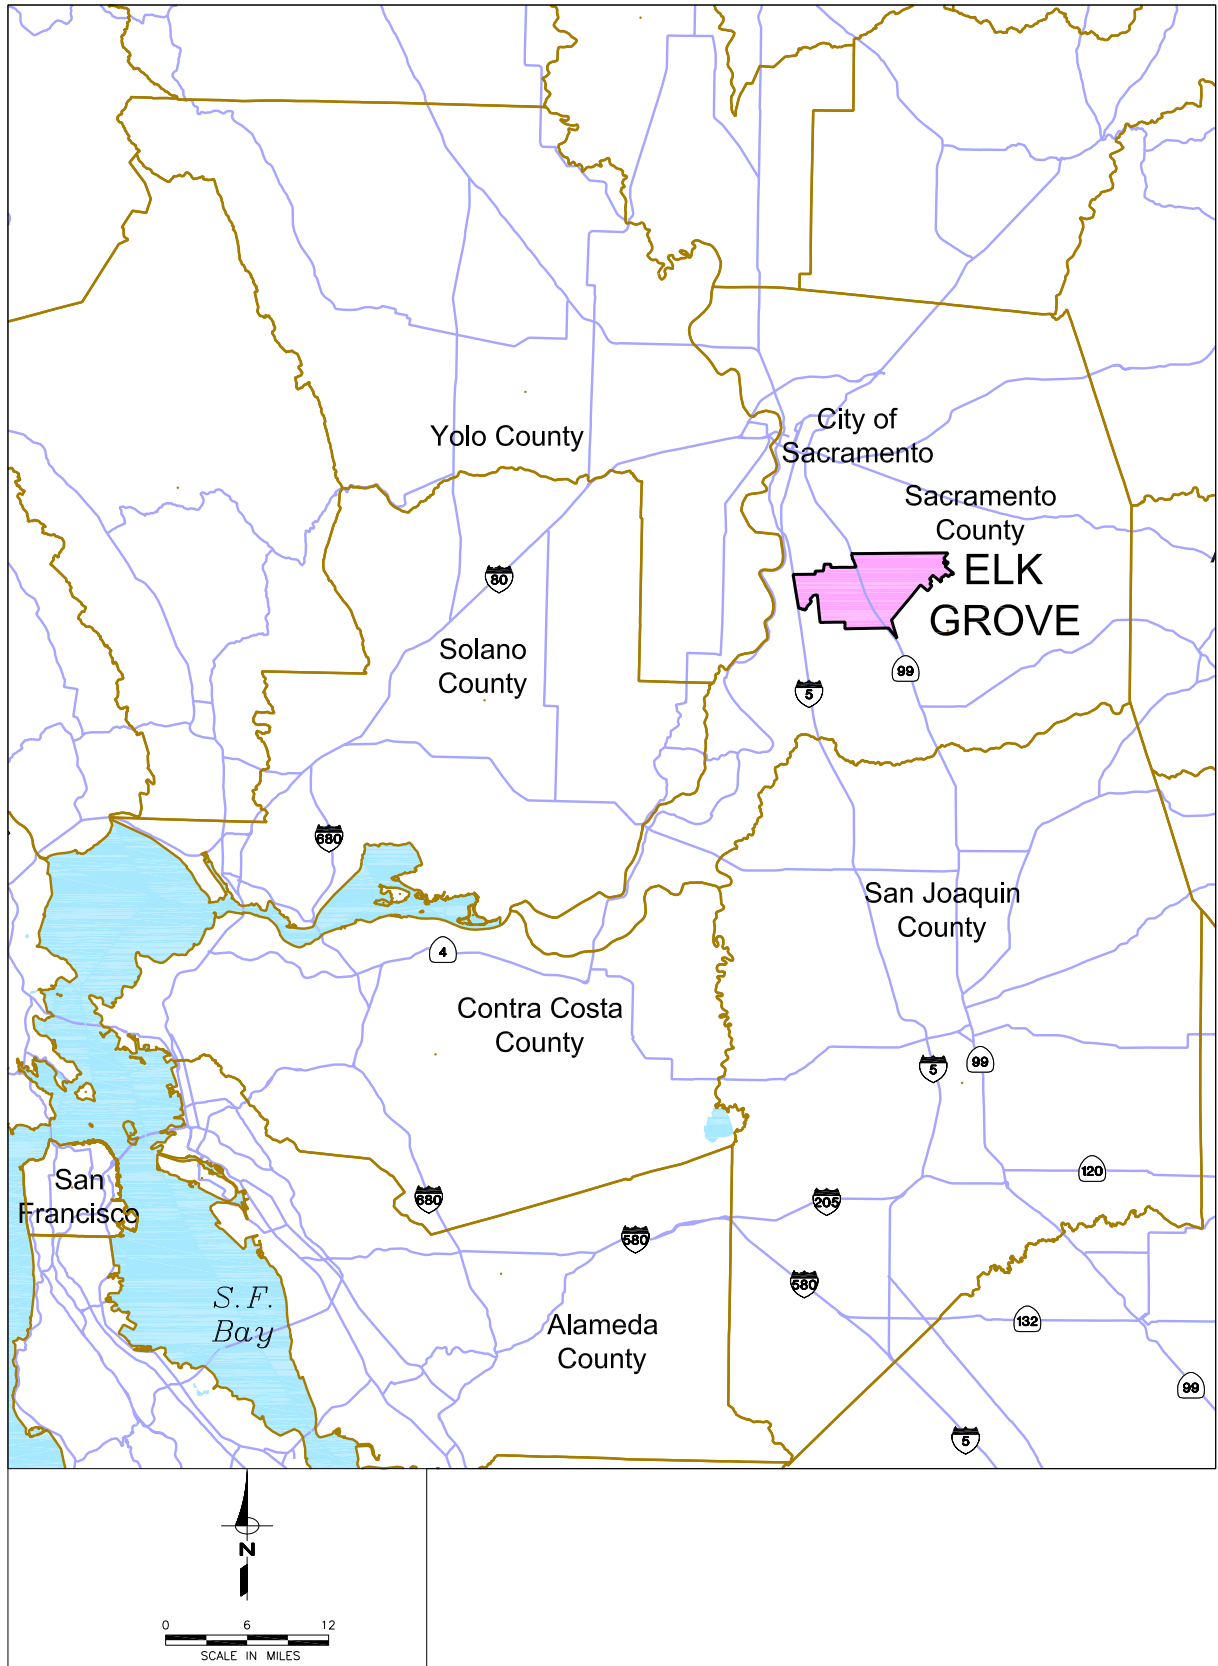 City of
Sacramento
Yolo County
Sacramento
County
ELK
GROVE
80
Solano
County
99
5
680
San Joaquin
County
4
Contra Costa
County
5
99
120
San
Francisco
680
205
580
580
S.F.
Bay
Alameda
County
132
99
5
N
0 6 12
SCALE IN MILES